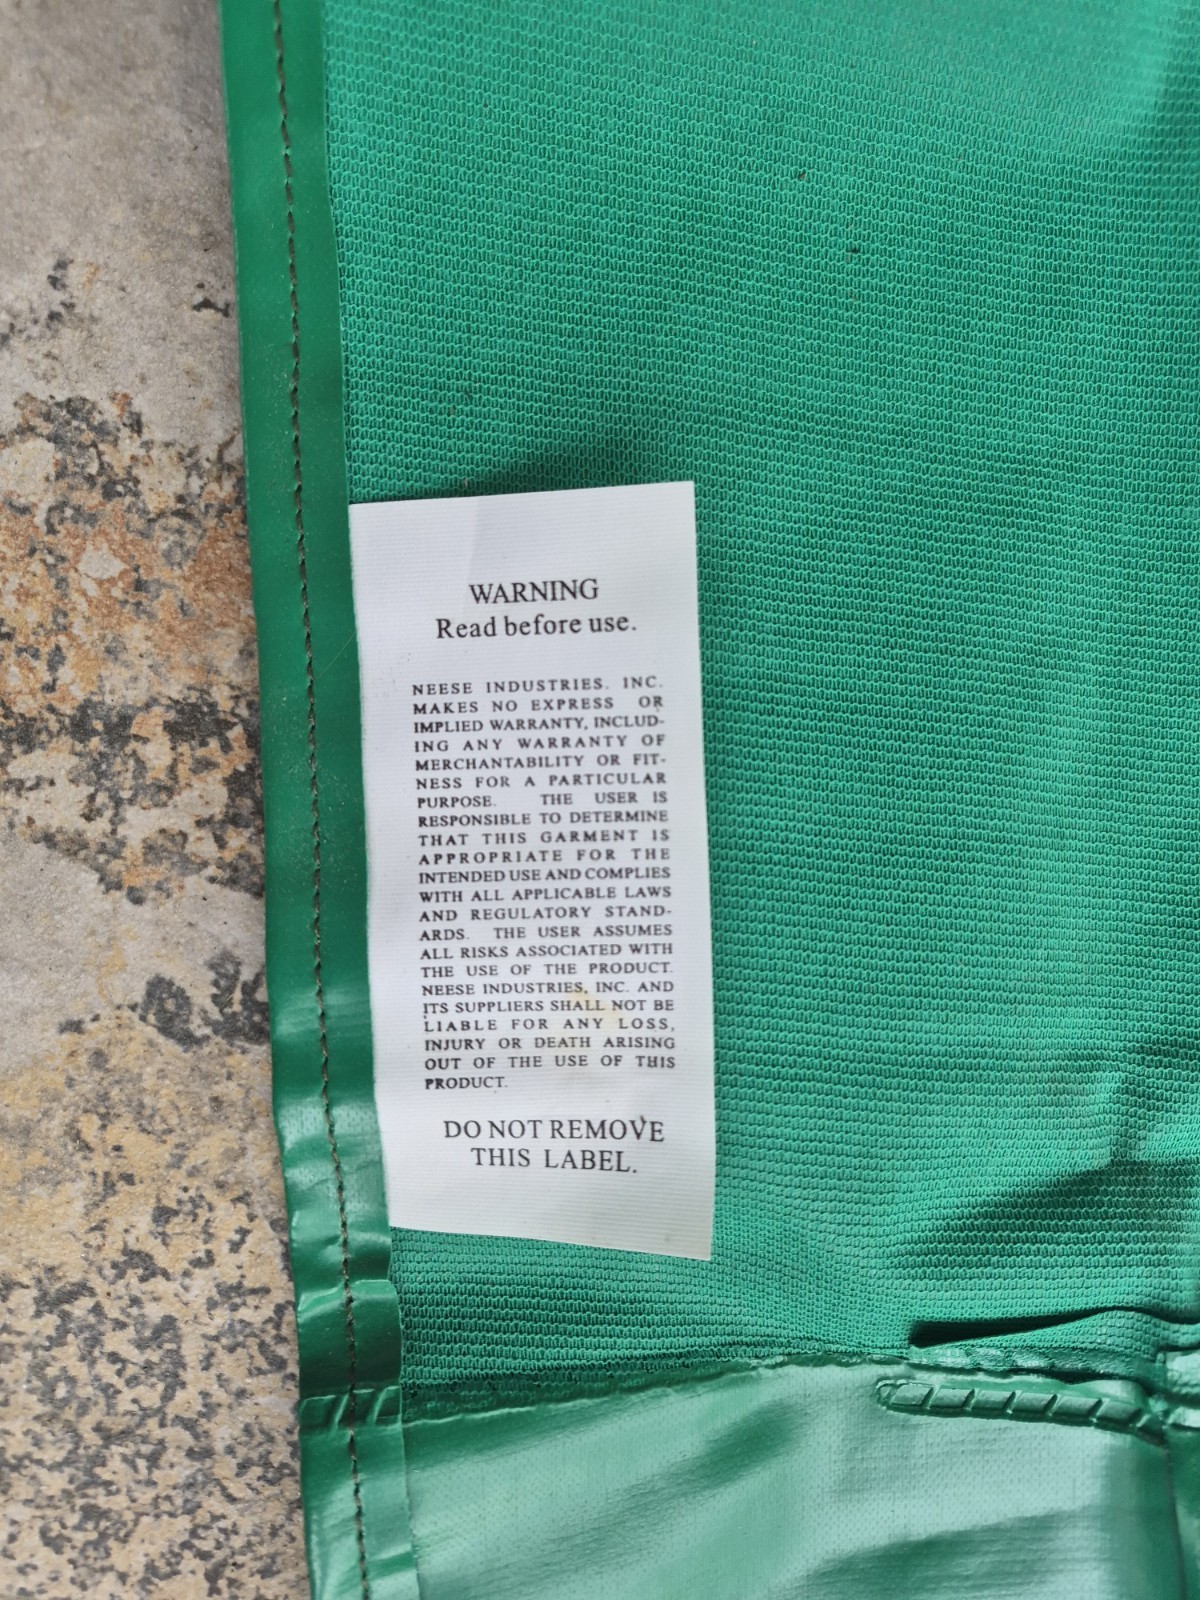 WARNING
Read before use.
NEESE INDUSTRIES. INC.
MAKES NO EXPRESS OR
IMPLIED WARRANTY, INCLUD-
ING ANY WARRANTY OF
MERCHANTABILITY OR FIT-
NESS FOR A PARTICULAR
PURPOSE. THE USER IS
RESPONSIBLE TO DETERMINE
THAT THIS GARMENT IS
APPROPRIATE FOR THE
INTENDED USE AND COMPLIES
WITH ALL APPLICABLE LAWS
AND REGULATORY STAND-
ARDS. THE USER ASSUMES
ALL RISKS ASSOCIATED WITH
THE USE OF THE PRODUCT.
NEESE INDUSTRIES, INC. AND
ITS SUPPLIERS SHALL NOT BE
LIABLE FOR ANY LOSS,
INJURY OR DEATH ARISING
OUT OF THE USE OF THIS
PRODUCT.
DO NOT REMOVE
THIS LABEL.